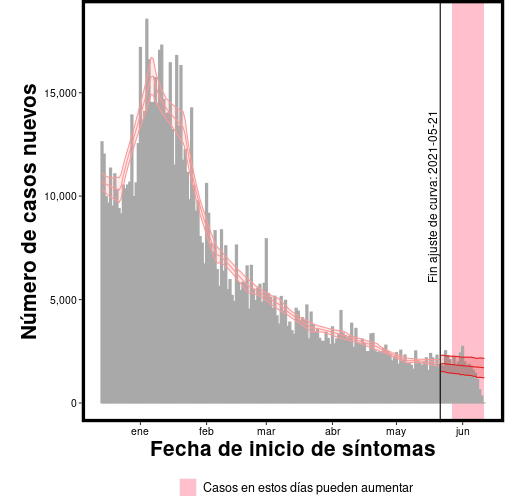 Número de casos nuevos
15,000
10,000
5,000
0
Fin ajuste de curva: 2021-05-21
ene
feb
mar
abr
may
jun
Fecha de inicio de síntomas
Casos en estos días pueden aumentar